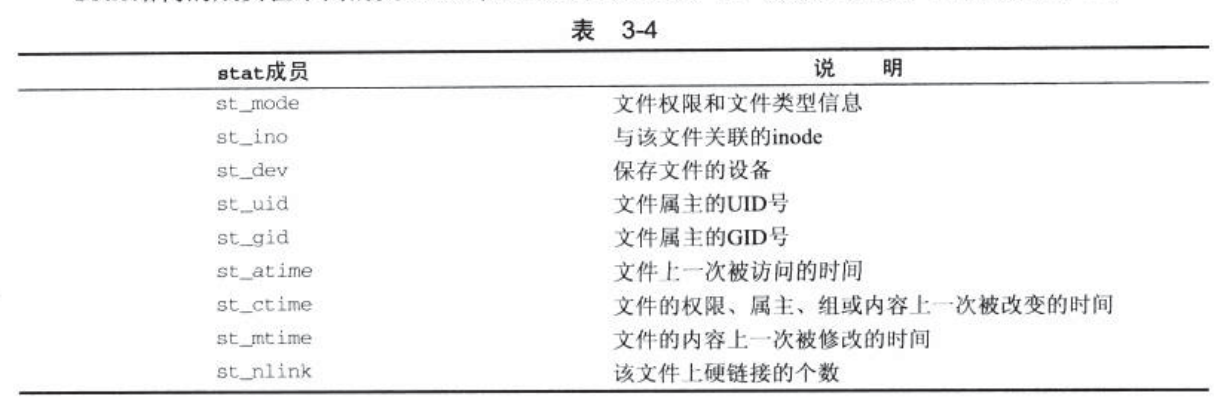 表 3-4
stat成员 说 明
st_mode 文件权限和文件类型信息
st_ino 与该文件关联的inode
st_dev 保存文件的设备
st_uid 文件属主的UID号
st_gid 文件属主的GID号
st_atime 文件上一次被访问的时间
st_ctime 文件的权限、属主、组或内容上一次被改变的时间
st_mtime 文件的内容上一次被修改的时间
st_nlink 该文件上硬链接的个数